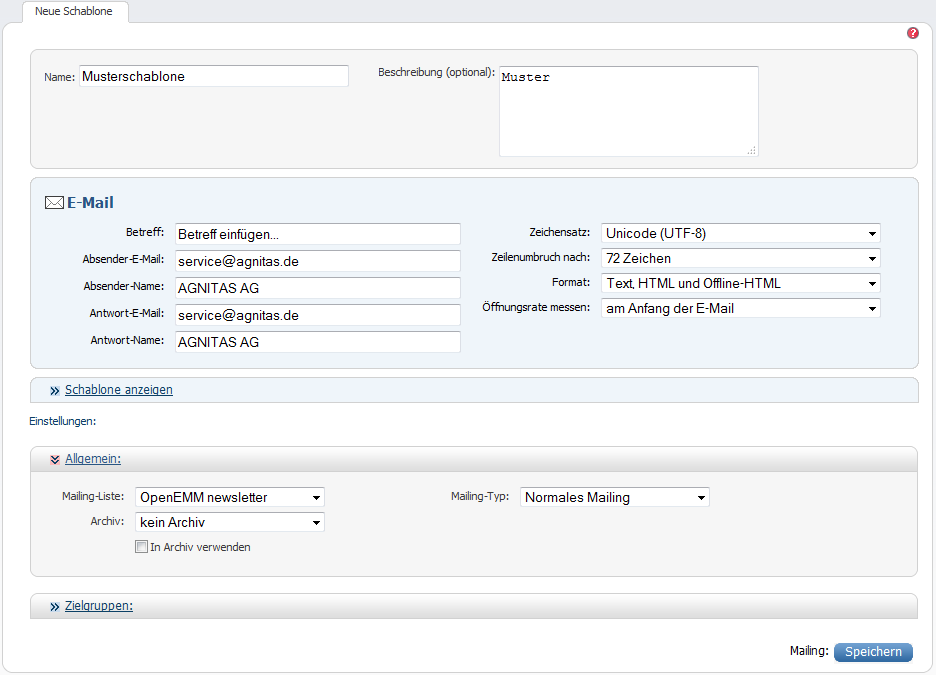 Neue Schablone
?
Name: Musterschablone
Beschreibung (optional): Muster
E-Mail
Betreff: Betreff einfügen...
Absender-E-Mail: service@agnitas.de
Absender-Name: AGNITAS AG
Antwort-E-Mail: service@agnitas.de
Antwort-Name: AGNITAS AG
Zeichensatz: Unicode (UTF-8)
Zeilenumbruch nach: 72 Zeichen
Format: Text, HTML und Offline-HTML
Öffnungsrate messen: am Anfang der E-Mail
Schablone anzeigen
Einstellungen:
Allgemein:
Mailing-Liste: OpenEMM newsletter
Mailing-Typ: Normales Mailing
Archiv: kein Archiv
In Archiv verwenden
Zielgruppen:
Mailing: Speichern